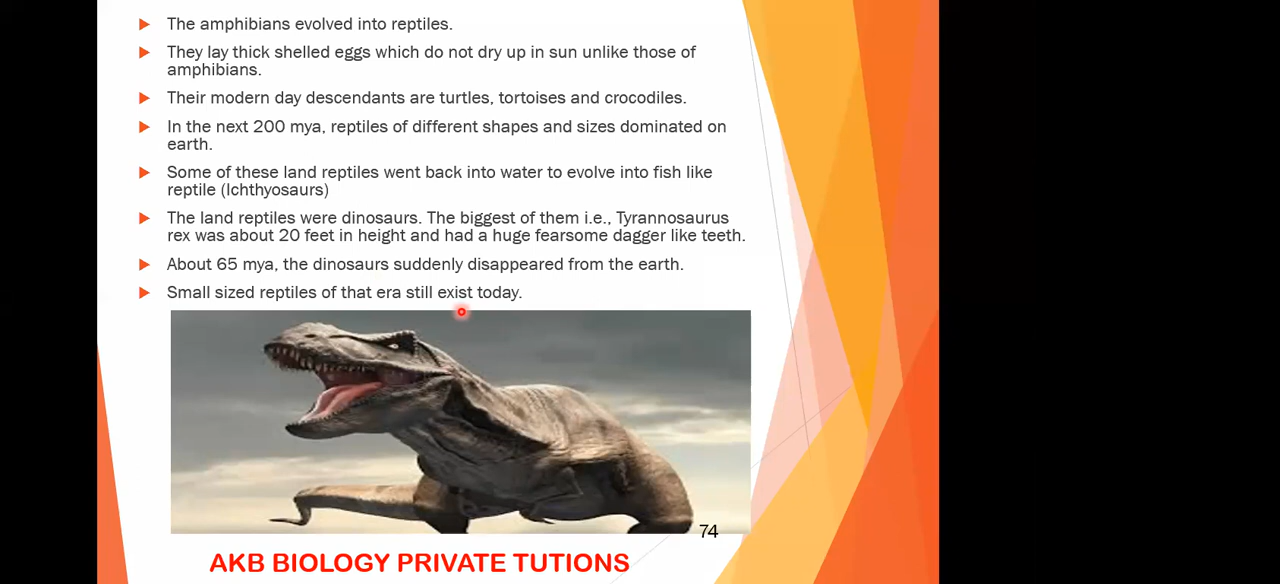 The amphibians evolved into reptiles.
They lay thick shelled eggs which do not dry up in sun unlike those of
amphibians.
Their modern day descendants are turtles, tortoises and crocodiles.
In the next 200 mya, reptiles of different shapes and sizes dominated on
earth.
Some of these land reptiles went back into water to evolve into fish like
reptile (Ichthyosaurs)
The land reptiles were dinosaurs. The biggest of them i.e., Tyrannosaurus
rex was about 20 feet in height and had a huge fearsome dagger like teeth.
About 65 mya, the dinosaurs suddenly disappeared from the earth.
Small sized reptiles of that era still exist today.
74
AKB BIOLOGY PRIVATE TUTIONS